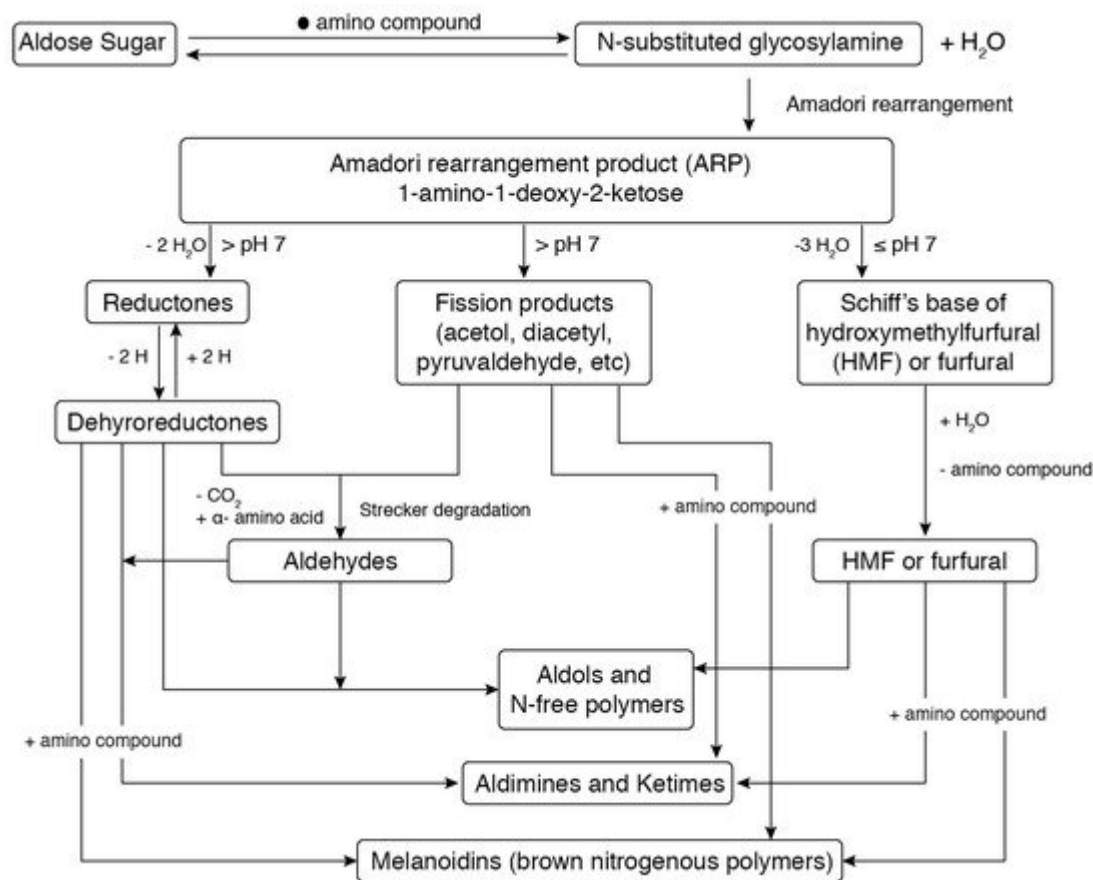 ● amino compound
Aldose Sugar
N-substituted glycosylamine
+ H₂O
Amadori rearrangement
Amadori rearrangement product (ARP)
1-amino-1-deoxy-2-ketose
- 2 H₂O
> pH 7
> pH 7
-3 H₂O
≤ pH 7
Reductones
Fission products
(acetol, diacetyl,
pyruvaldehyde, etc)
Schiff's base of
hydroxymethylfurfural
(HMF) or furfural
- 2 H
+ 2 H
Dehyroreductones
+ H₂O
- amino compound
- CO₂
+ α- amino acid
Strecker degradation
+ amino compound
Aldehydes
HMF or furfural
Aldols and
N-free polymers
+ amino compound
+ amino compound
Aldimines and Ketimes
Melanoidins (brown nitrogenous polymers)